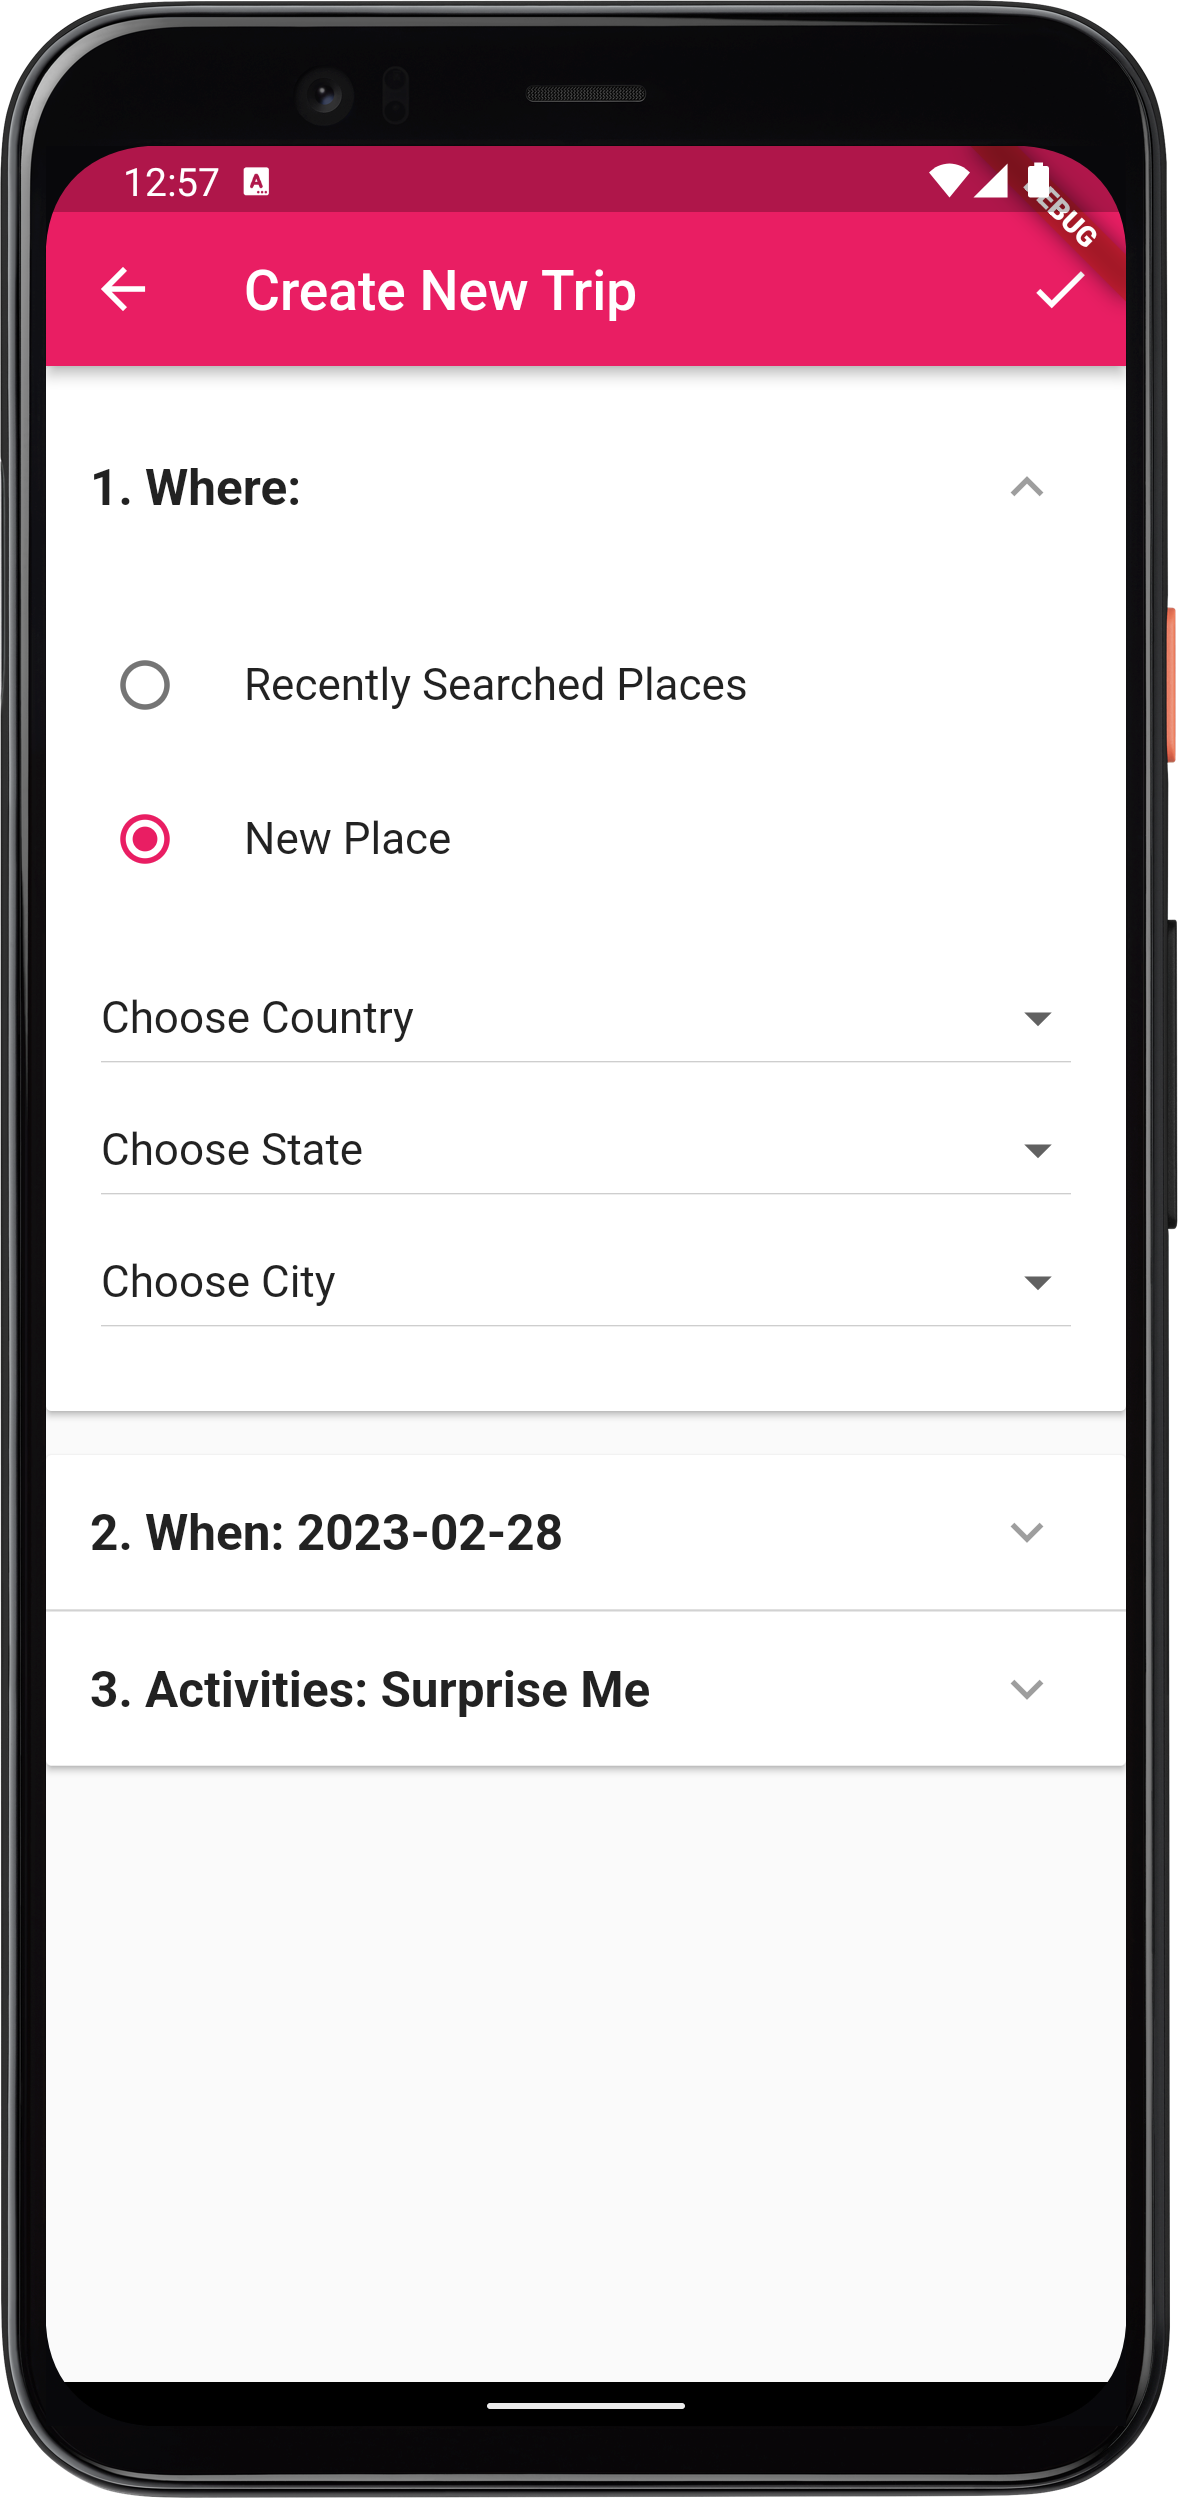 12:57
DEBUG
Create New Trip
1. Where:
Recently Searched Places
New Place
Choose Country
Choose State
Choose City
2. When: 2023-02-28
3. Activities: Surprise Me